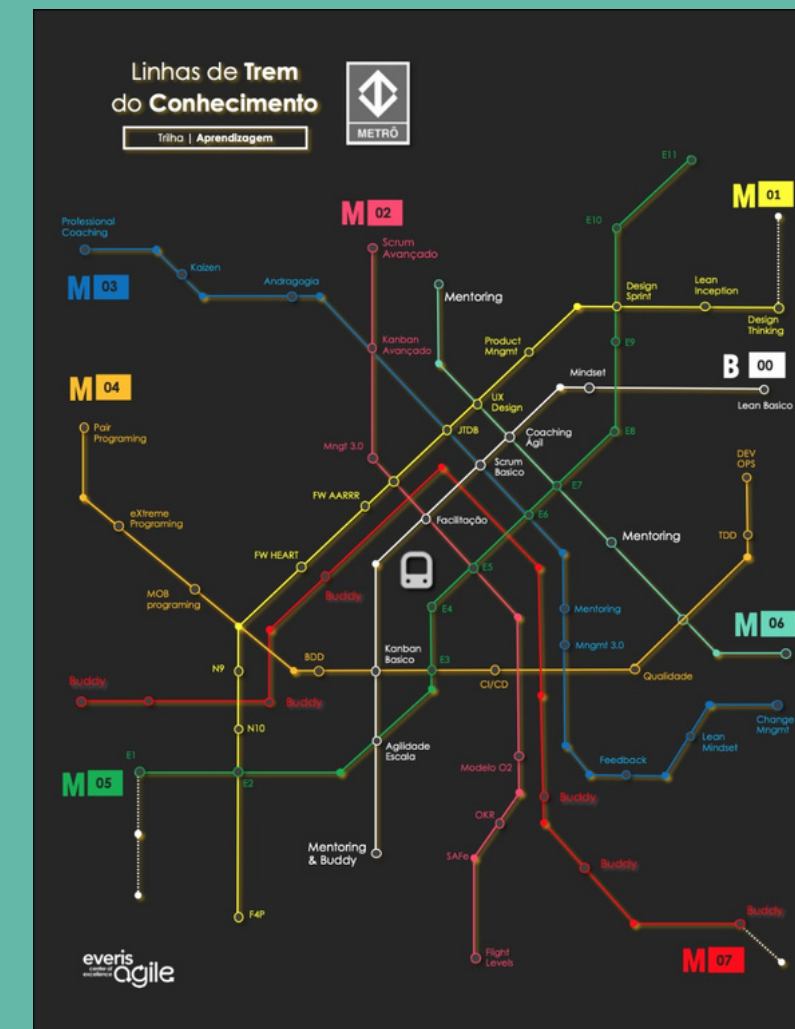 Linhas de Trem
do Conhecimento
Trilha | Aprendizagem
METRÔ
E11
M 01
M 02
E10
Professional
Coaching
Scrum
Avançado
Kaizen
M 03
Andragogia
Mentoring
Design
Sprint
Lean
Inception
Design
Thinking
Kanban
Avançado
Product
Mngmt
E9
B 00
Mindset
Lean Basico
M 04
UX
Design
Pair
Programing
JTDB
Coaching
Ágil
E8
Mngt 3.0
Scrum
Basico
DEV
OPS
E7
FW AARRR
eXtreme
Programing
Facilitação
E6
Mentoring
TDD
FW HEART
E5
MOB
programing
Buddy
E4
Mentoring
M 06
N9
BDD
Kanban
Basico
E3
Mngmt 3.0
CI/CD
Qualidade
Buddy
Buddy
N10
Agilidade
Escala
Change
Mngmt
Lean
Mindset
E1
M 05
E2
Modelo O2
Feedback
Buddy
OKR
Mentoring
& Buddy
SAFe
Buddy
F4P
Buddy
Flight
Levels
M 07
everis
center of
excellence
agile